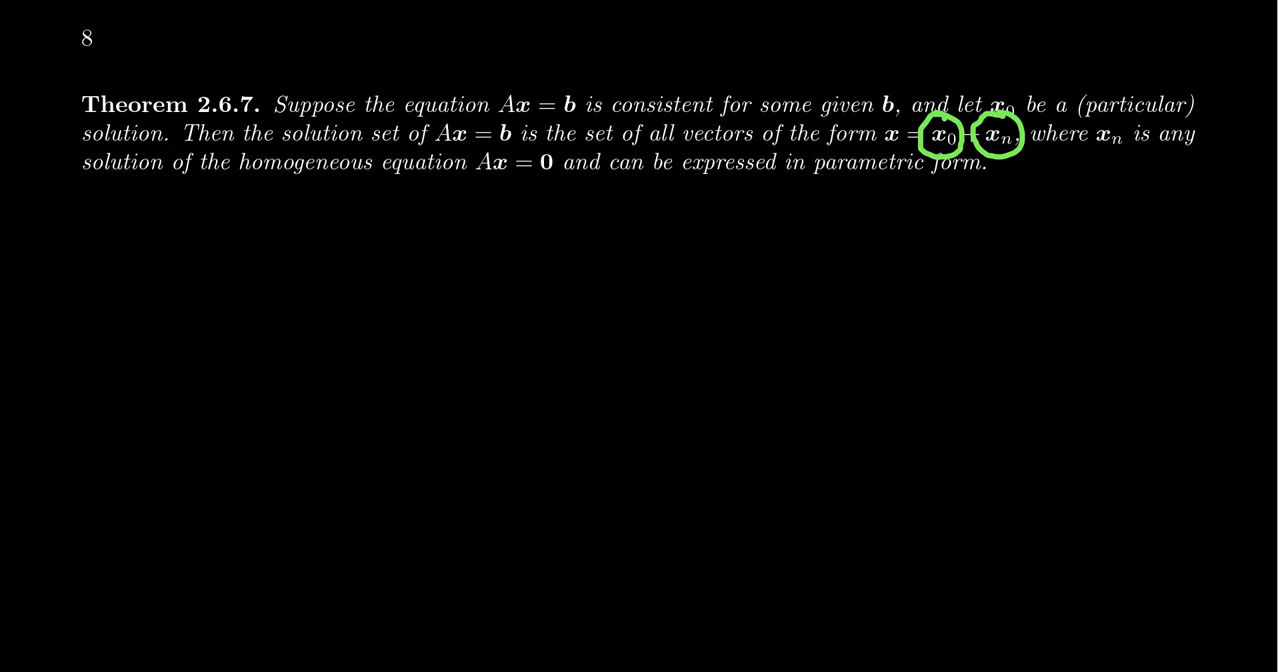 8
Theorem 2.6.7. Suppose the equation Ax = b is consistent for some given b, and let x₀ be a (particular)
solution. Then the solution set of Ax = b is the set of all vectors of the form x = x₀ + xₙ, where xₙ is any
solution of the homogeneous equation Ax = 0 and can be expressed in parametric form.